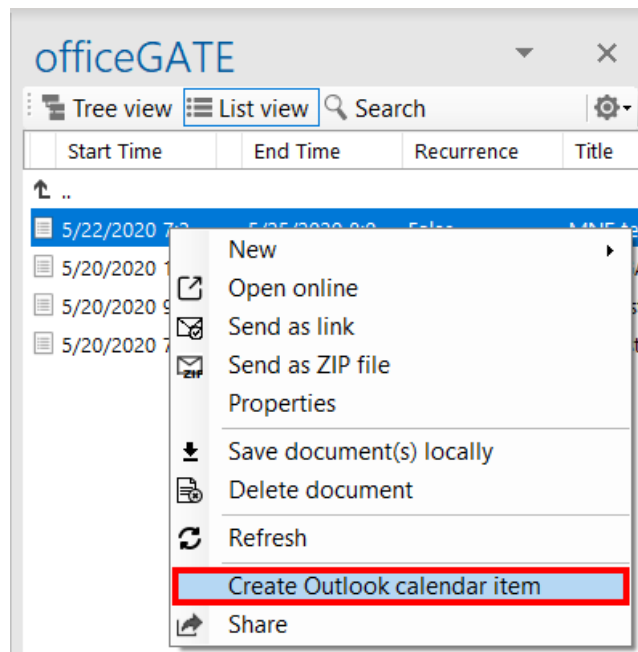 officeGATE
Tree view List view Search
Start Time End Time Recurrence Title
..
5/22/2020
5/20/2020
5/20/2020
5/20/2020
New
Open online
Send as link
ZIP Send as ZIP file
Properties
Save document(s) locally
Delete document
Refresh
Create Outlook calendar item
Share